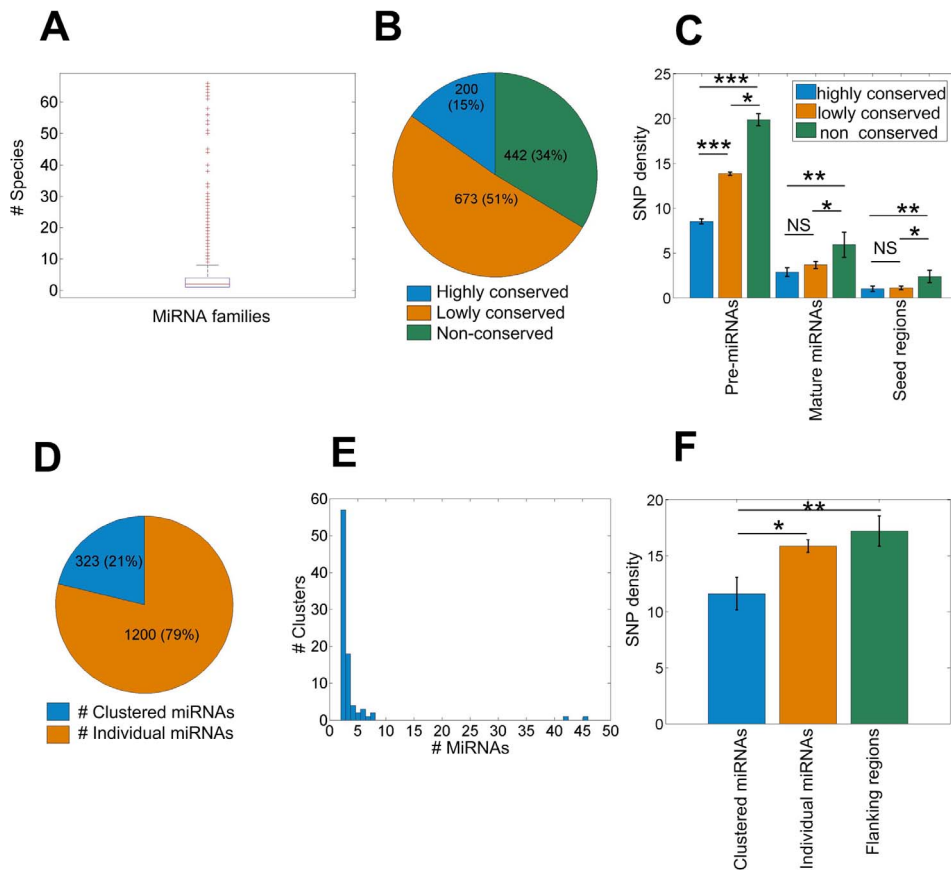 A
# Species
60
50
40
30
20
10
0
MiRNA families
B
200
(15%)
442 (34%)
673 (51%)
Highly conserved
Lowly conserved
Non-conserved
C
SNP density
25
20
15
10
5
0
highly conserved
lowly conserved
non conserved
***
*
***
**
*
NS
**
*
NS
Pre-miRNAs
Mature miRNAs
Seed regions
D
323 (21%)
1200 (79%)
# Clustered miRNAs
# Individual miRNAs
E
# Clusters
60
50
40
30
20
10
0
0 5 10 15 20 25 30 35 40 45 50
# MiRNAs
F
SNP density
20
15
10
5
0
**
*
Clustered miRNAs
Individual miRNAs
Flanking regions